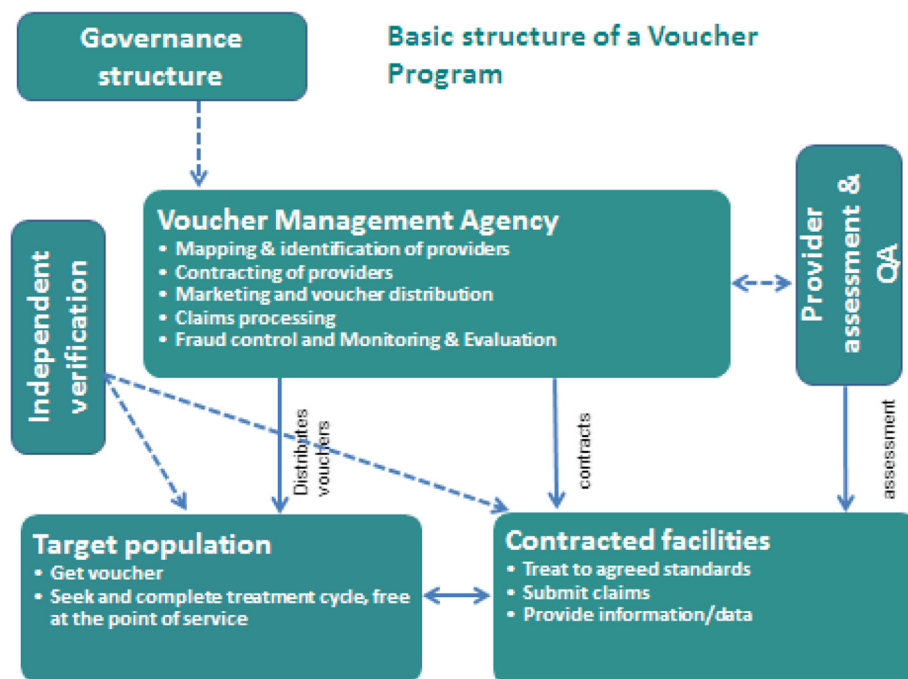 Governance
structure
Basic structure of a Voucher
Program
Voucher Management Agency
• Mapping & identification of providers
• Contracting of providers
• Marketing and voucher distribution
• Claims processing
• Fraud control and Monitoring & Evaluation
Independent
verification
Provider
assessment &
QA
Distributes
vouchers
contracts
assessment
Target population
• Get voucher
• Seek and complete treatment cycle, free
at the point of service
Contracted facilities
• Treat to agreed standards
• Submit claims
• Provide information/data